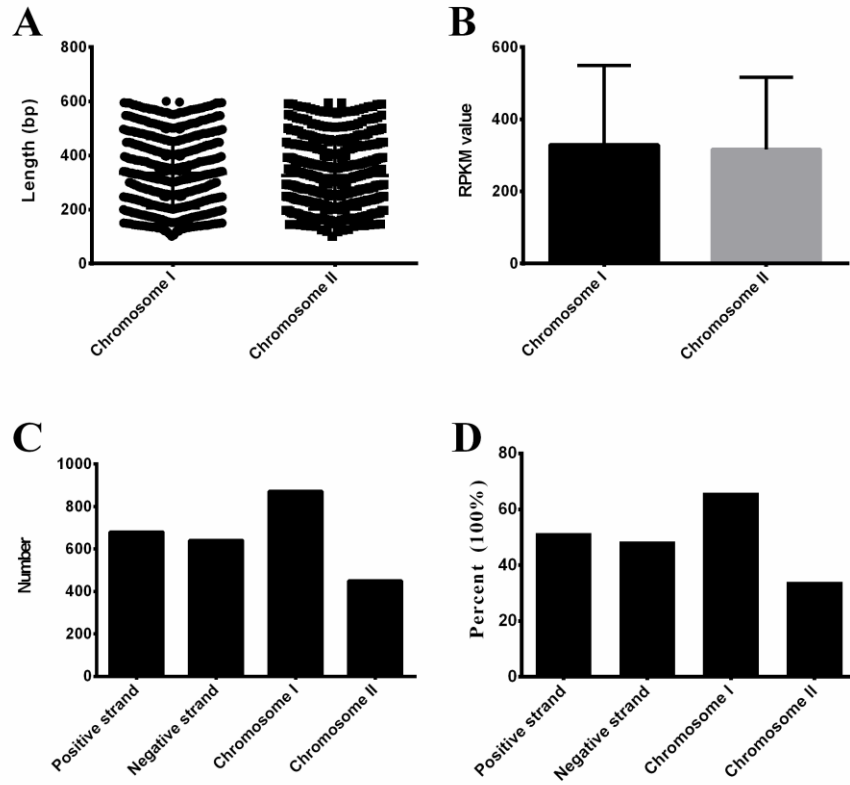 A
Length (bp)
800
600
400
200
0
Chromosome I
Chromosome II
B
RPKM value
600
400
200
0
Chromosome I
Chromosome II
C
Number
1000
800
600
400
200
0
Positive strand
Negative strand
Chromosome I
Chromosome II
D
Percent (100%)
80
60
40
20
0
Positive strand
Negative strand
Chromosome I
Chromosome II